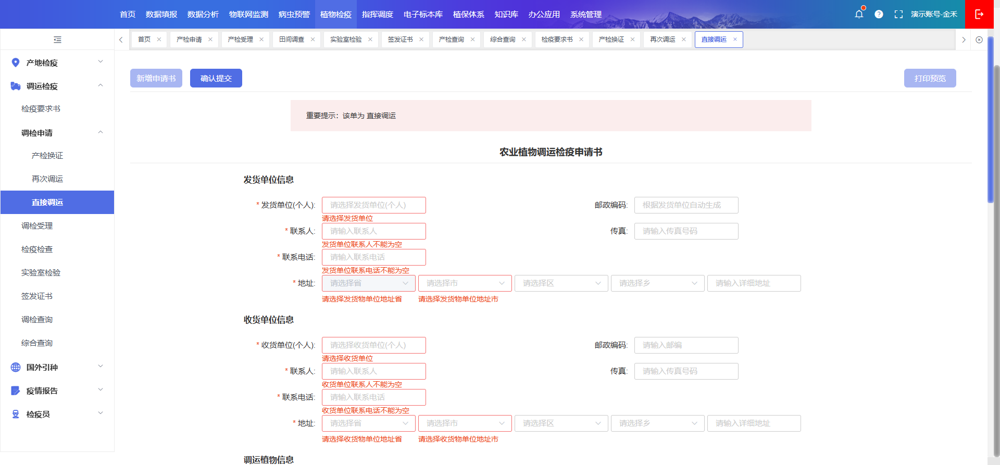 首页 数据填报 数据分析 物联网监测 病虫预警 植物检疫 指挥调度 电子标本库 植保体系 知识库 办公应用 系统管理 演示账号-金禾
首页 产检申请 产检受理 田间调查 实验室检验 签发证书 产检查询 综合查询 检疫要求书 产检换证 再次调运 直接调运
产地检疫
调运检疫
检疫要求书
调检申请
产检换证
再次调运
直接调运
调检受理
检疫检查
实验室检验
签发证书
调检查询
综合查询
国外引种
疫情报告
检疫员
新增申请书 确认提交 打印预览
重要提示：该单为 直接调运
农业植物调运检疫申请书
发货单位信息
* 发货单位(个人): 请选择发货单位(个人) 邮政编码: 根据发货单位自动生成
请选择发货单位
* 联系人: 请输入联系人 传真: 请输入传真号码
发货单位联系人不能为空
* 联系电话: 请输入联系电话
发货单位联系电话不能为空
* 地址: 请选择省 请选择市 请选择区 请选择乡 请输入详细地址
请选择发货物单位地址省 请选择发货物单位地址市
收货单位信息
* 收货单位(个人): 请选择收货单位(个人) 邮政编码: 请输入邮编
请选择收货单位
* 联系人: 请输入联系人 传真: 请输入传真号码
收货单位联系人不能为空
* 联系电话: 请输入联系电话
收货单位联系电话不能为空
* 地址: 请选择省 请选择市 请选择区 请选择乡 请输入详细地址
请选择收货物单位地址省 请选择收货物单位地址市
调运植物信息